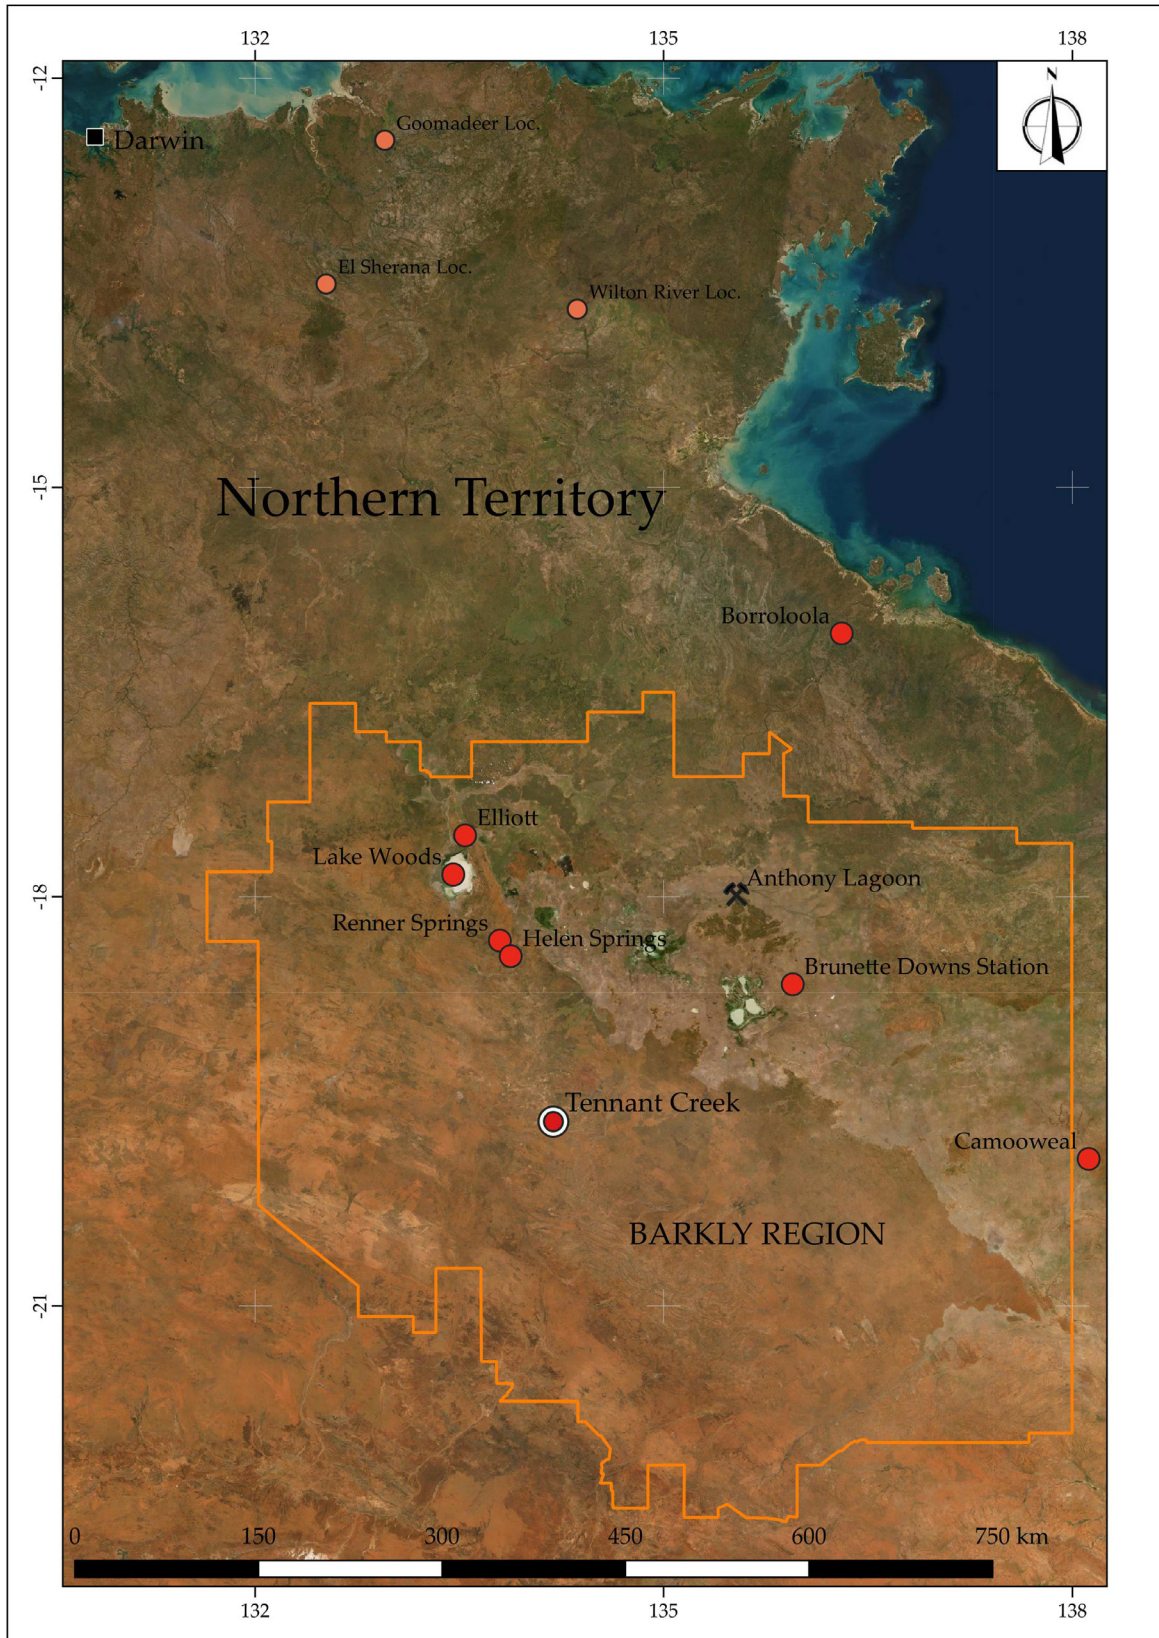 132 135 138
N
-12
Goomadeer Loc.
Darwin
El Sherana Loc.
Wilton River Loc.
-15
Northern Territory
Borroloola
Elliott
Lake Woods
-18
Anthony Lagoon
Renner Springs
Helen Springs
Brunette Downs Station
Tennant Creek
Camooweal
BARKLY REGION
-21
0 150 300 450 600 750 km
132 135 138